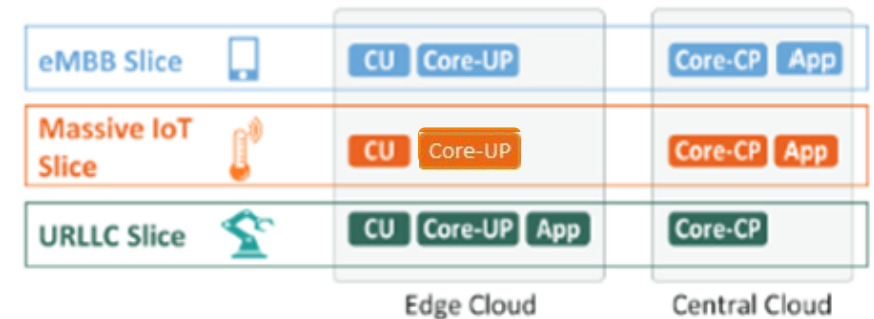 eMBB Slice CU Core-UP Core-CP App
Massive IoT
Slice CU Core-UP Core-CP App
URLLC Slice CU Core-UP App Core-CP
Edge Cloud Central Cloud